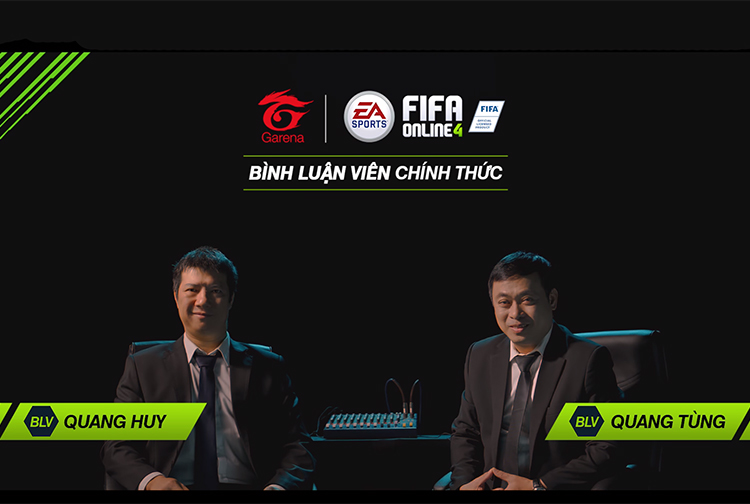 Garena
EA
SPORTS
FIFA
ONLINE 4
FIFA
BÌNH LUẬN VIÊN CHÍNH THỨC
BLV QUANG HUY
BLV QUANG TÙNG